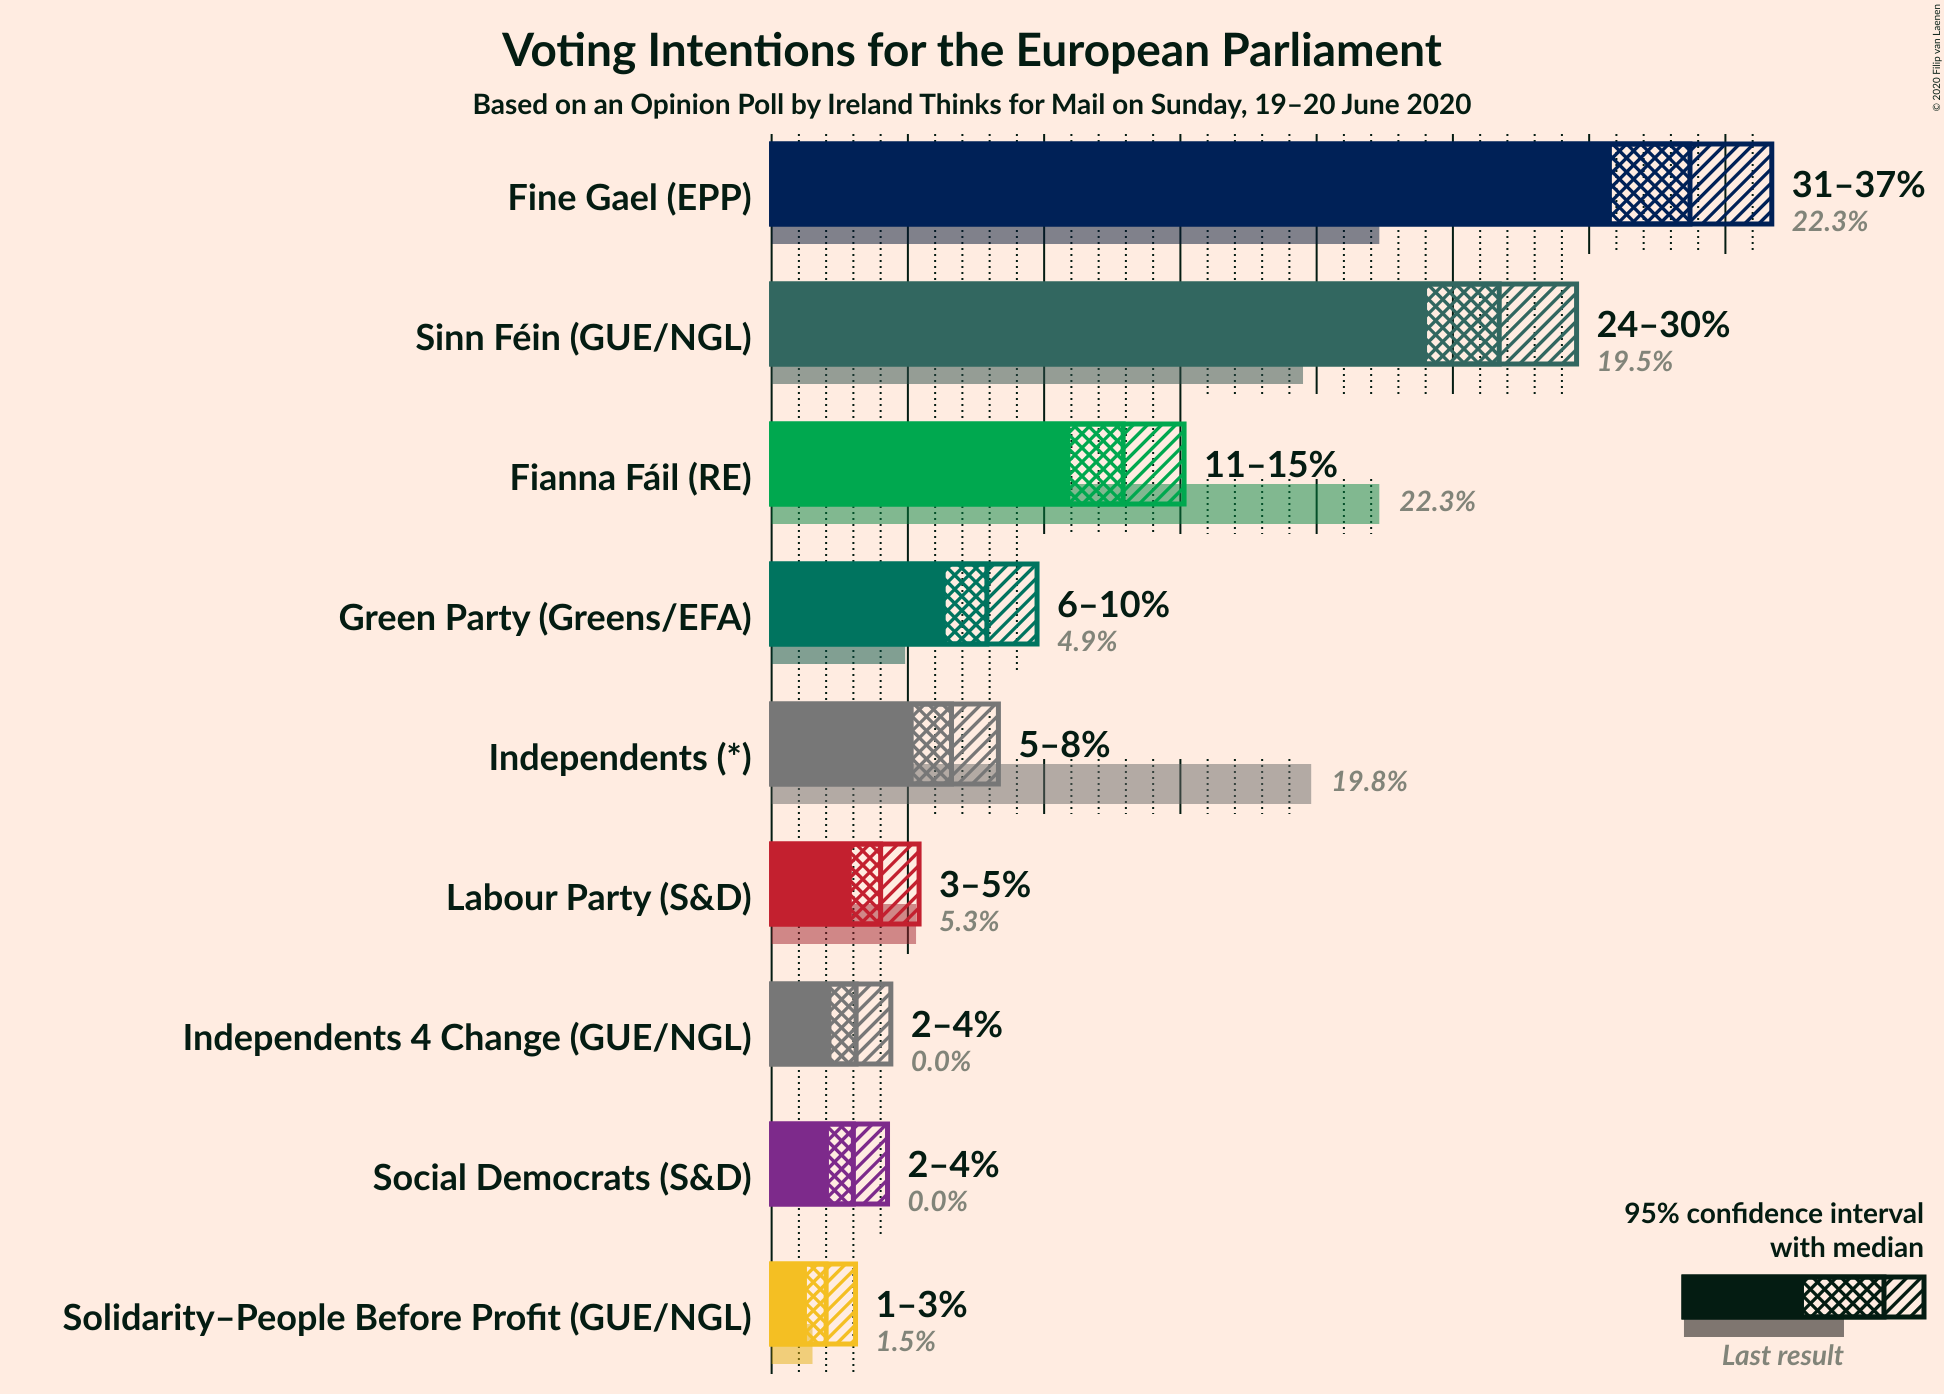 Voting Intentions for the European Parliament
Based on an Opinion Poll by Ireland Thinks for Mail on Sunday, 19–20 June 2020
© 2020 Filip van Laenen
Fine Gael (EPP)
31–37%
22.3%
Sinn Féin (GUE/NGL)
24–30%
19.5%
Fianna Fáil (RE)
11–15%
22.3%
Green Party (Greens/EFA)
6–10%
4.9%
Independents (*)
5–8%
19.8%
Labour Party (S&D)
3–5%
5.3%
Independents 4 Change (GUE/NGL)
2–4%
0.0%
Social Democrats (S&D)
2–4%
0.0%
Solidarity–People Before Profit (GUE/NGL)
1–3%
1.5%
95% confidence interval
with median
Last result